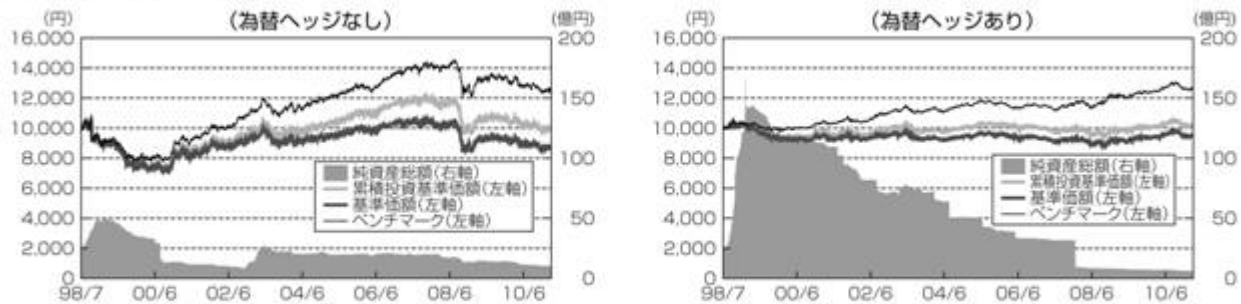 (円)
(為替ヘッジなし)
(億円)
16,000
14,000
12,000
10,000
8,000
6,000
4,000
2,000
0
200
150
100
50
0
純資産総額(右軸)
累積投資基準価額(左軸)
基準価額(左軸)
ベンチマーク(左軸)
98/7 00/6 02/6 04/6 06/6 08/6 10/6
(円)
(為替ヘッジあり)
(億円)
16,000
14,000
12,000
10,000
8,000
6,000
4,000
2,000
0
200
150
100
50
0
純資産総額(右軸)
累積投資基準価額(左軸)
基準価額(左軸)
ベンチマーク(左軸)
98/7 00/6 02/6 04/6 06/6 08/6 10/6